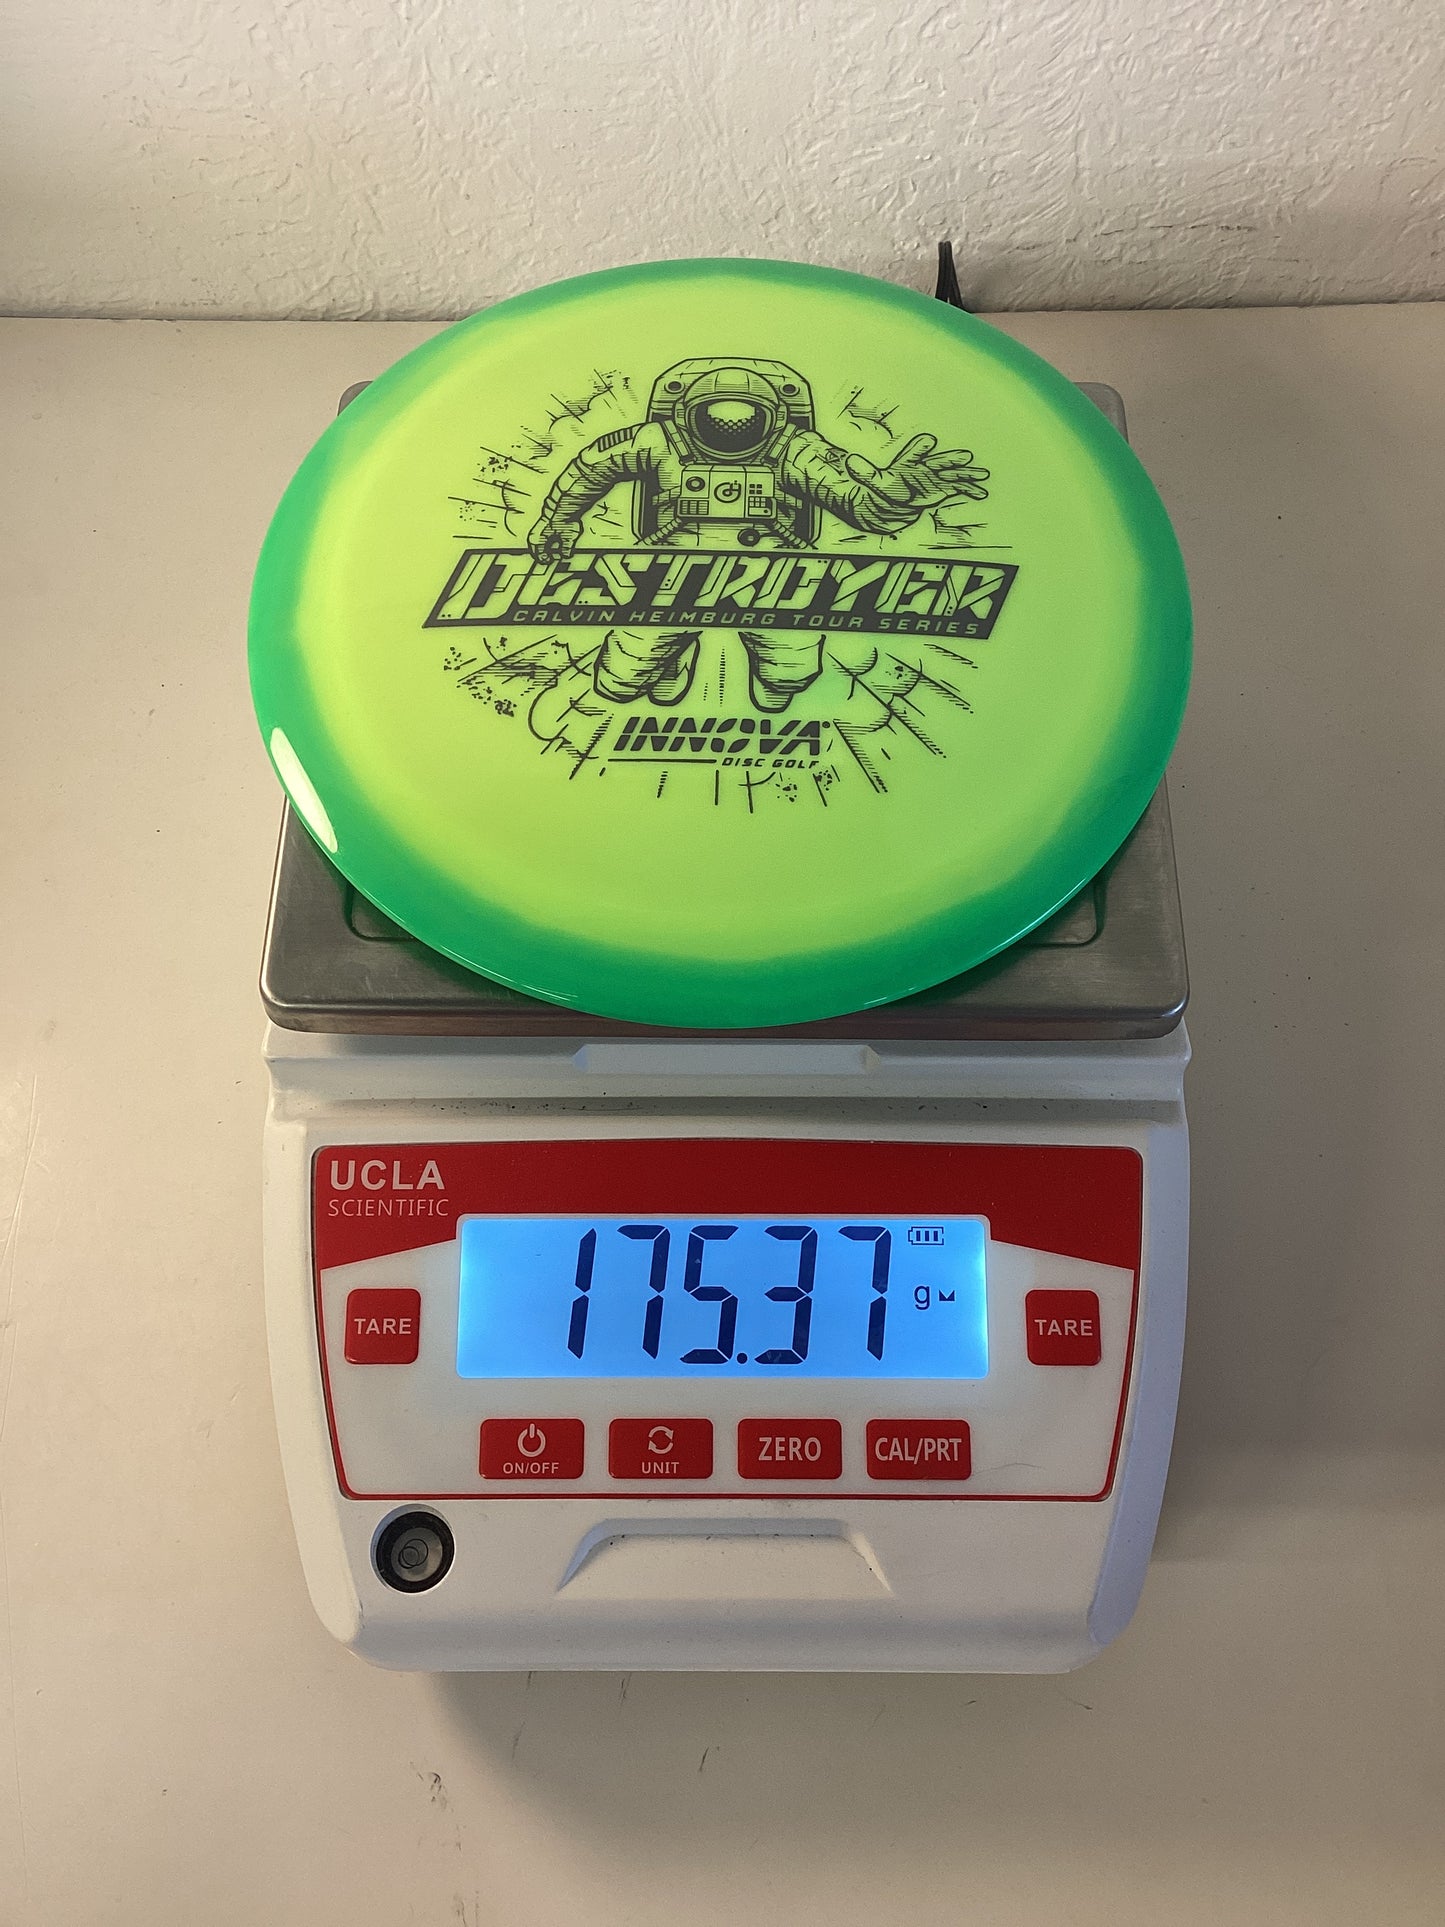 DESTROYER
CALVIN HEIMBURG TOUR SERIES
INNOVA
DISC GOLF
UCLA
SCIENTIFIC
175.37 g
TARE
TARE
ON/OFF
UNIT
ZERO
CAL/PRT